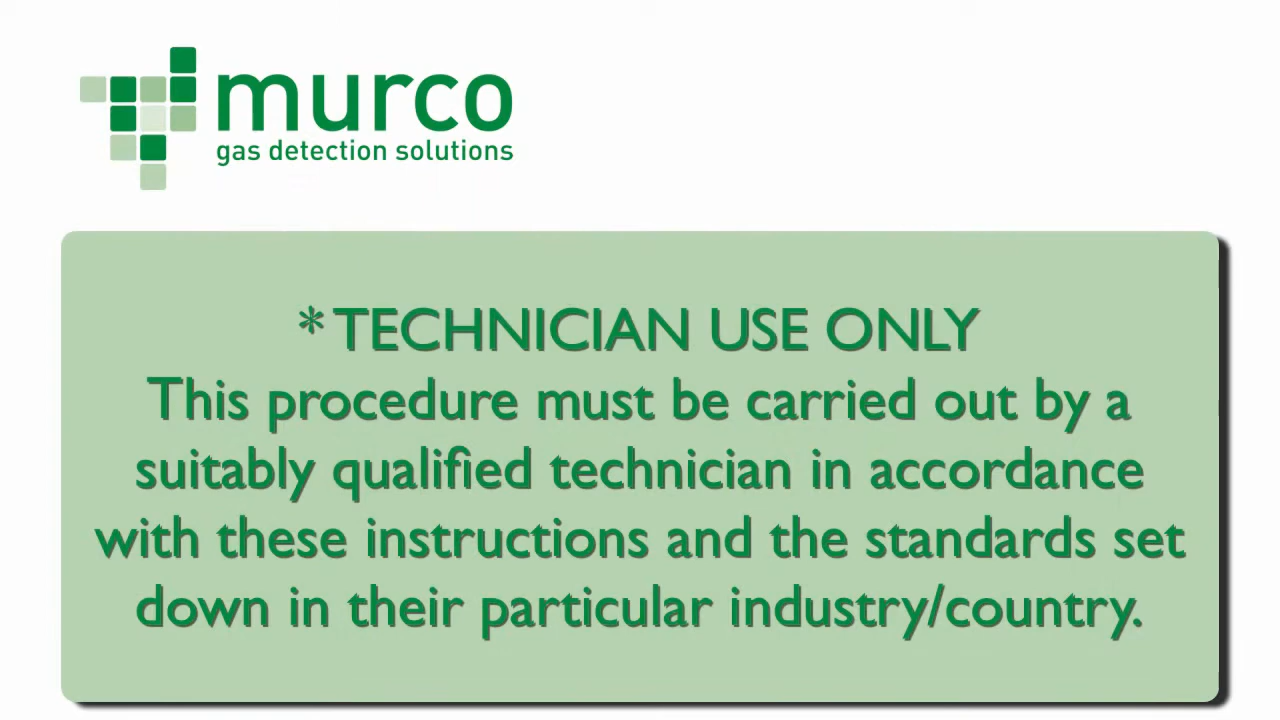 murco
gas detection solutions
* TECHNICIAN USE ONLY
This procedure must be carried out by a
suitably qualified technician in accordance
with these instructions and the standards set
down in their particular industry/country.